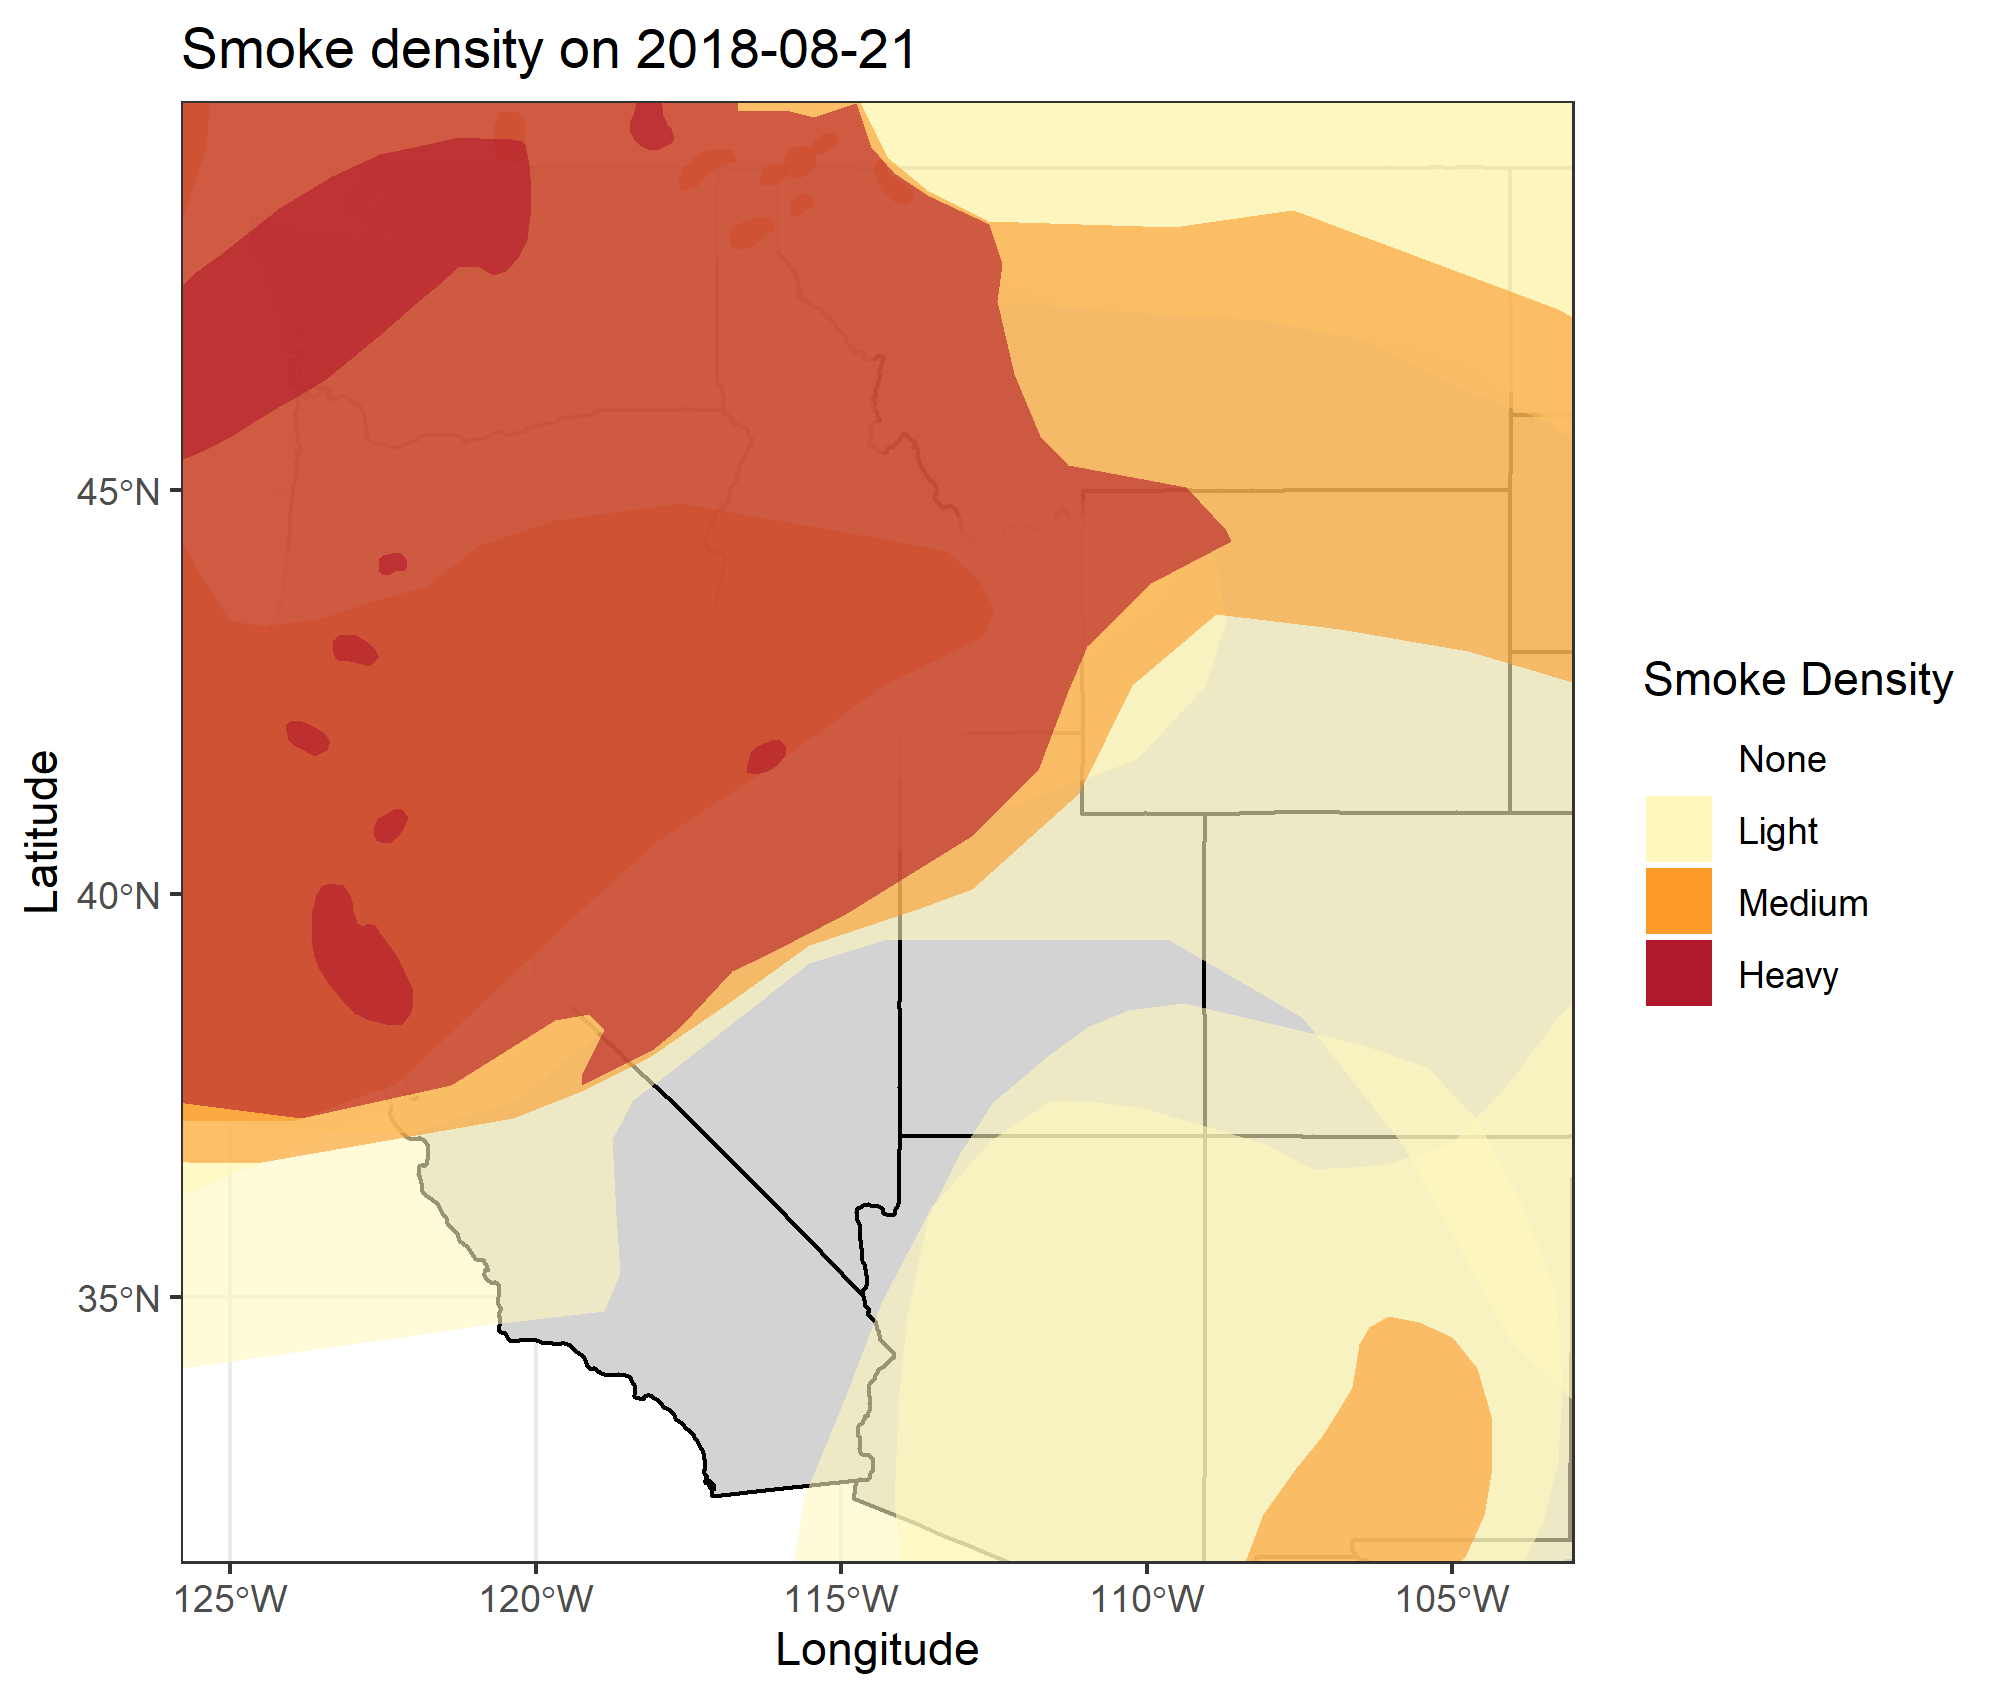 Smoke density on 2018-08-21
45°N
40°N
35°N
Latitude
125°W
120°W
115°W
110°W
105°W
Longitude
Smoke Density
None
Light
Medium
Heavy